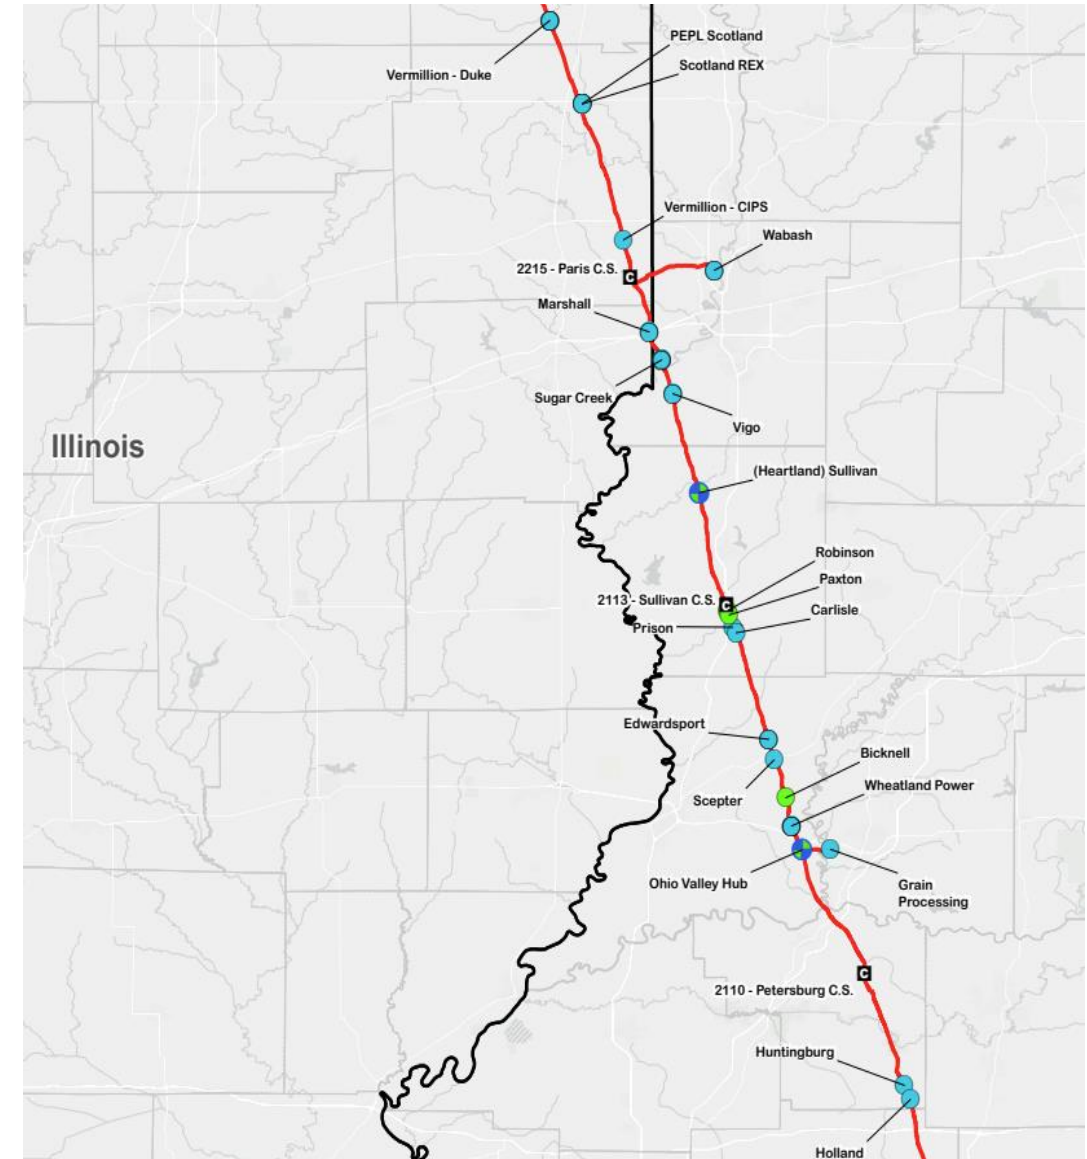 PEPL Scotland
Scotland REX
Vermillion - Duke
Vermillion - CIPS
Wabash
2215 - Paris C.S.
C
Marshall
Sugar Creek
Vigo
Illinois
(Heartland) Sullivan
Robinson
Paxton
2113 - Sullivan C.S.
C
Carlisle
Prison
Edwardsport
Bicknell
Wheatland Power
Scepter
Ohio Valley Hub
Grain
Processing
C
2110 - Petersburg C.S.
Huntingburg
Holland